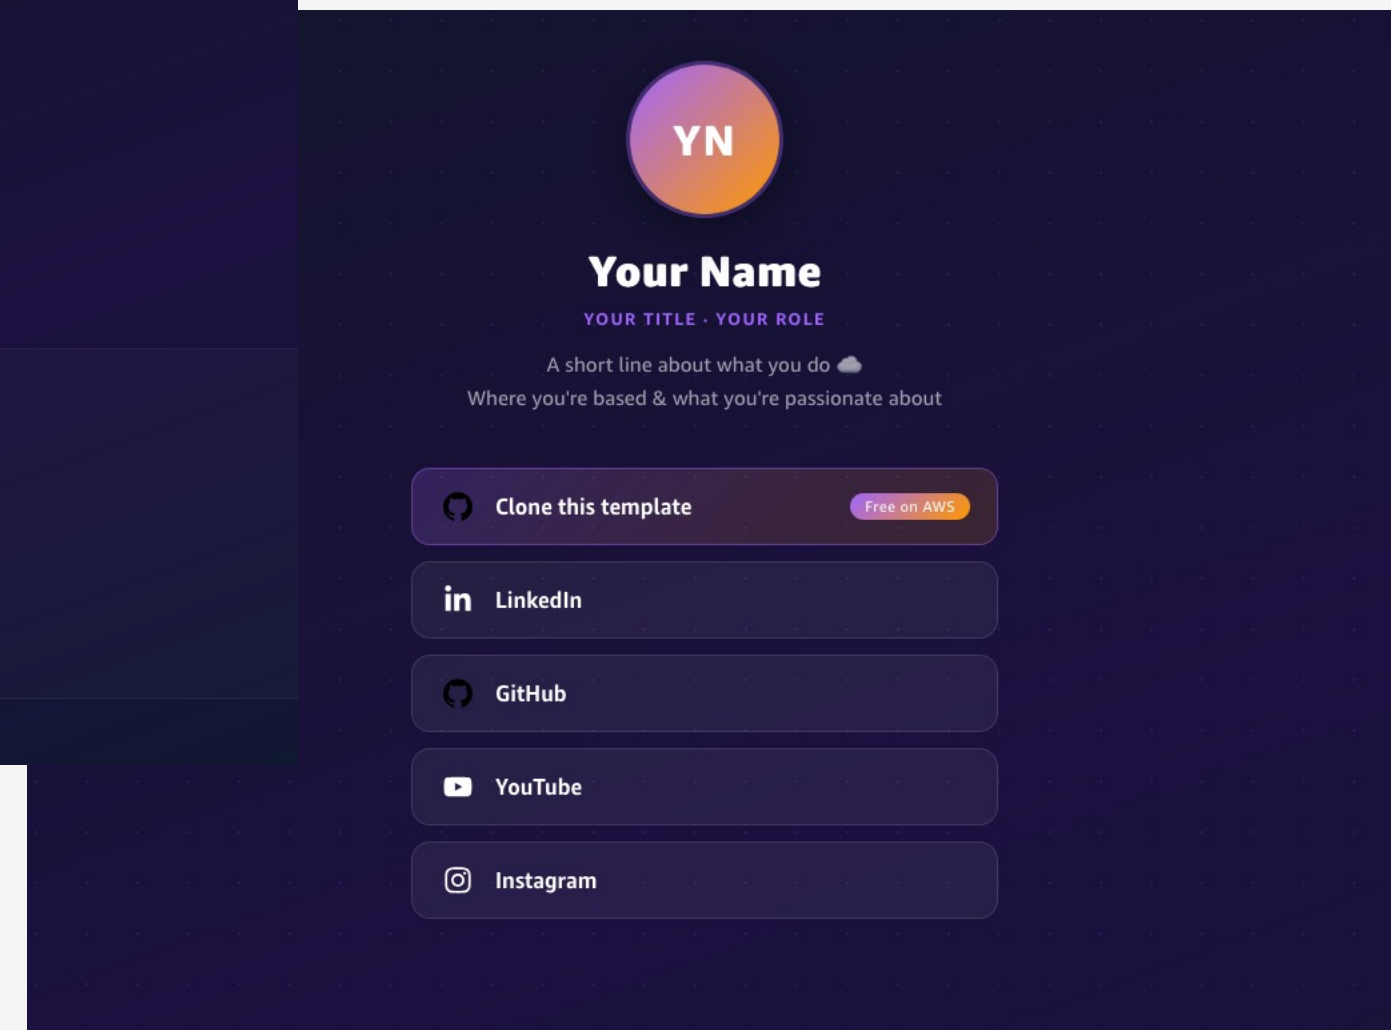 YN
Your Name
YOUR TITLE · YOUR ROLE
A short line about what you do ☁️
Where you're based & what you're passionate about
Clone this template Free on AWS
in LinkedIn
GitHub
YouTube
Instagram